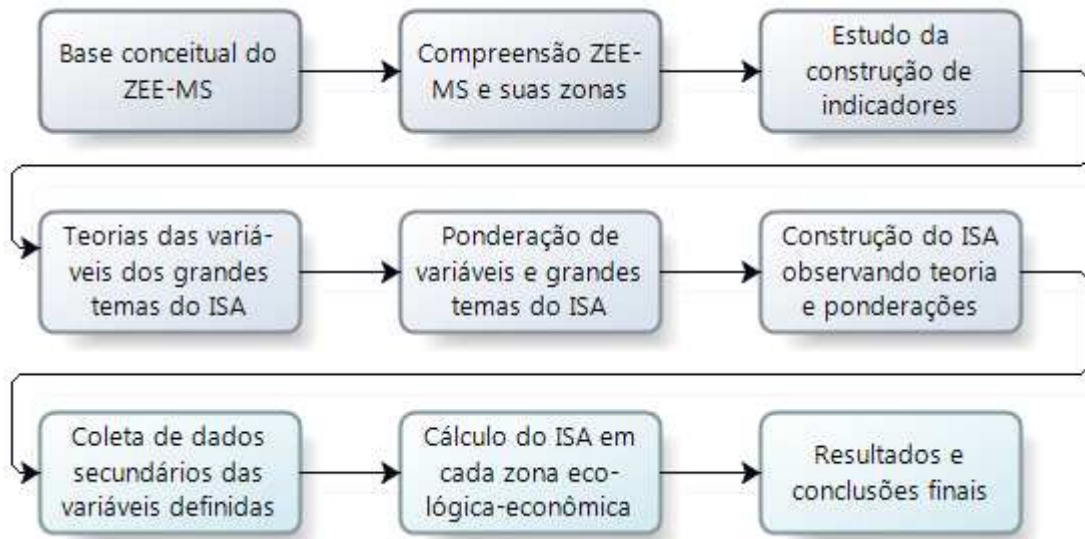 Base conceitual do
ZEE-MS
Compreensão ZEE-
MS e suas zonas
Estudo da
construção de
indicadores
Teorias das variá-
veis dos grandes
temas do ISA
Ponderação de
variáveis e grandes
temas do ISA
Construção do ISA
observando teoria
e ponderações
Coleta de dados
secundários das
variáveis definidas
Cálculo do ISA em
cada zona eco-
lógica-econômica
Resultados e
conclusões finais